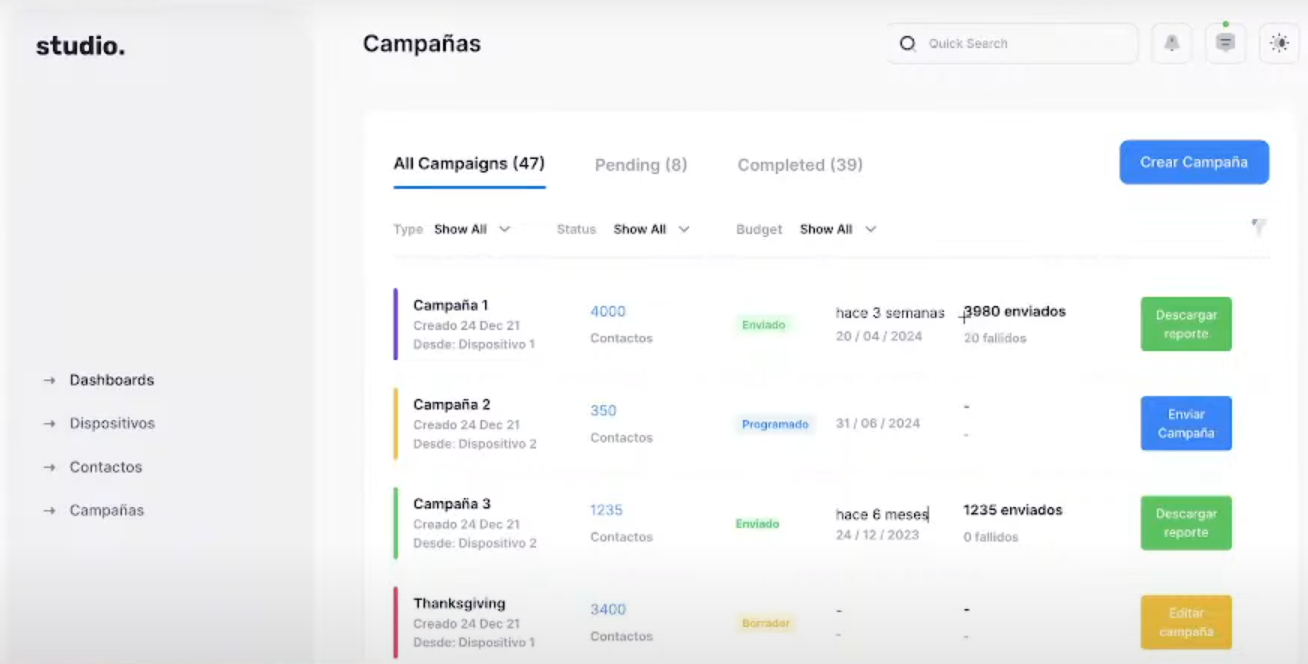 studio.
Campañas
Quick Search
All Campaigns (47)
Pending (8)
Completed (39)
Crear Campaña
Type Show All
Status Show All
Budget Show All
Campaña 1
Creado 24 Dec 21
Desde: Dispositivo 1
4000
Contactos
Enviado
hace 3 semanas
20 / 04 / 2024
3980 enviados
20 fallidos
Descargar
reporte
Dashboards
Dispositivos
Contactos
Campañas
Campaña 2
Creado 24 Dec 21
Desde: Dispositivo 2
350
Contactos
Programado
31 / 06 / 2024
-
-
Enviar
Campaña
Campaña 3
Creado 24 Dec 21
Desde: Dispositivo 2
1235
Contactos
Enviado
hace 6 meses
24 / 12 / 2023
1235 enviados
0 fallidos
Descargar
reporte
Thanksgiving
Creado 24 Dec 21
Desde: Dispositivo 1
3400
Contactos
Borrador
-
-
-
-
Editar
campaña